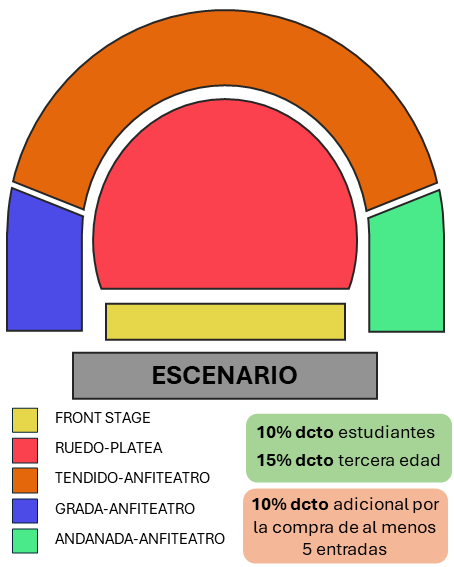 ESCENARIO
FRONT STAGE
RUEDO-PLATEA
TENDIDO-ANFITEATRO
GRADA-ANFITEATRO
ANDANADA-ANFITEATRO
10% dcto estudiantes
15% dcto tercera edad
10% dcto adicional por
la compra de al menos
5 entradas